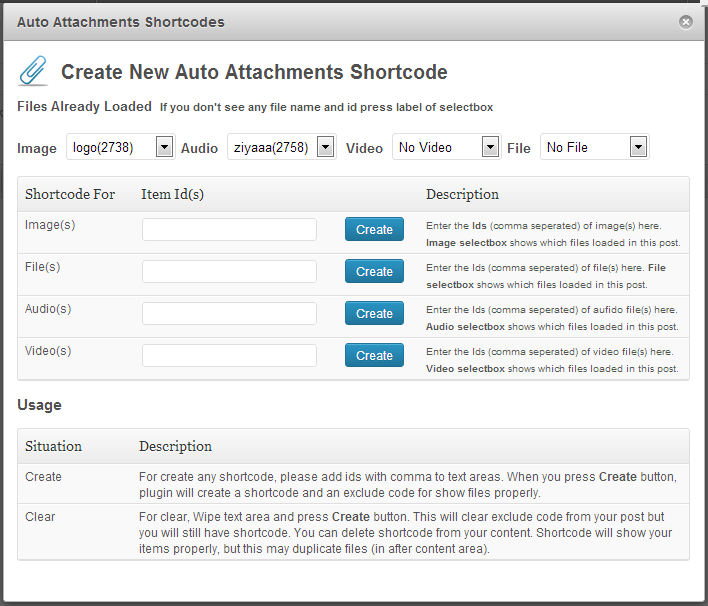 Auto Attachments Shortcodes
Create New Auto Attachments Shortcode
Files Already Loaded If you don't see any file name and id press label of selectbox
Image logo(2738) Audio ziyaaa(2758) Video No Video File No File
Shortcode For Item Id(s) Description
Image(s) Create Enter the Ids (comma seperated) of image(s) here.
Image selectbox shows which files loaded in this post.
File(s) Create Enter the Ids (comma seperated) of file(s) here. File
selectbox shows which files loaded in this post.
Audio(s) Create Enter the Ids (comma seperated) of aufido file(s) here.
Audio selectbox shows which files loaded in this post.
Video(s) Create Enter the Ids (comma seperated) of video file(s) here.
Video selectbox shows which files loaded in this post.
Usage
Situation Description
Create For create any shortcode, please add ids with comma to text areas. When you press Create button,
plugin will create a shortcode and an exclude code for show files properly.
Clear For clear, Wipe text area and press Create button. This will clear exclude code from your post but
you will still have shortcode. You can delete shortcode from your content. Shortcode will show your
items properly, but this may duplicate files (in after content area).